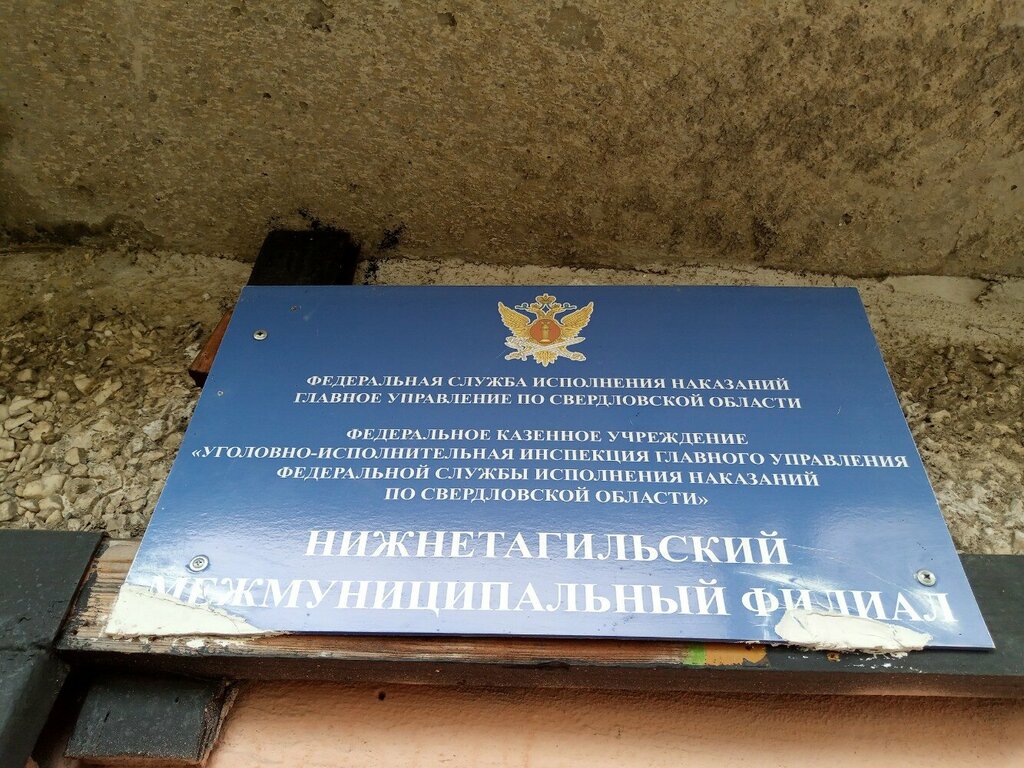 ФЕДЕРАЛЬНАЯ СЛУЖБА ИСПОЛНЕНИЯ НАКАЗАНИЙ
ГЛАВНОЕ УПРАВЛЕНИЕ ПО СВЕРДЛОВСКОЙ ОБЛАСТИ
ФЕДЕРАЛЬНОЕ КАЗЕННОЕ УЧРЕЖДЕНИЕ
«УГОЛОВНО-ИСПОЛНИТЕЛЬНАЯ ИНСПЕКЦИЯ ГЛАВНОГО УПРАВЛЕНИЯ
ФЕДЕРАЛЬНОЙ СЛУЖБЫ ИСПОЛНЕНИЯ НАКАЗАНИЙ
ПО СВЕРДЛОВСКОЙ ОБЛАСТИ»
НИЖНЕТАГИЛЬСКИЙ
МЕЖМУНИЦИПАЛЬНЫЙ ФИЛИАЛ